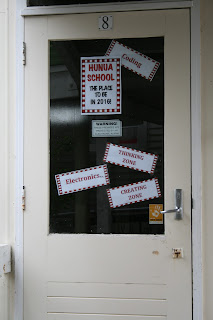 8
Coding
HUNUA
SCHOOL
THE PLACE
TO BE
IN 2016!
WARNING
THINKING
ZONE
Electronics
CREATING
ZONE